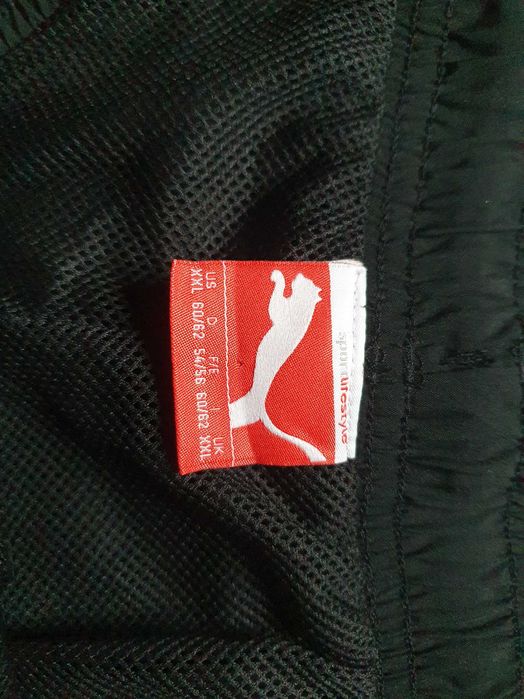 sportlifestyle
US D F/E I UK
XXL 60/62 54/56 60/62 XXL